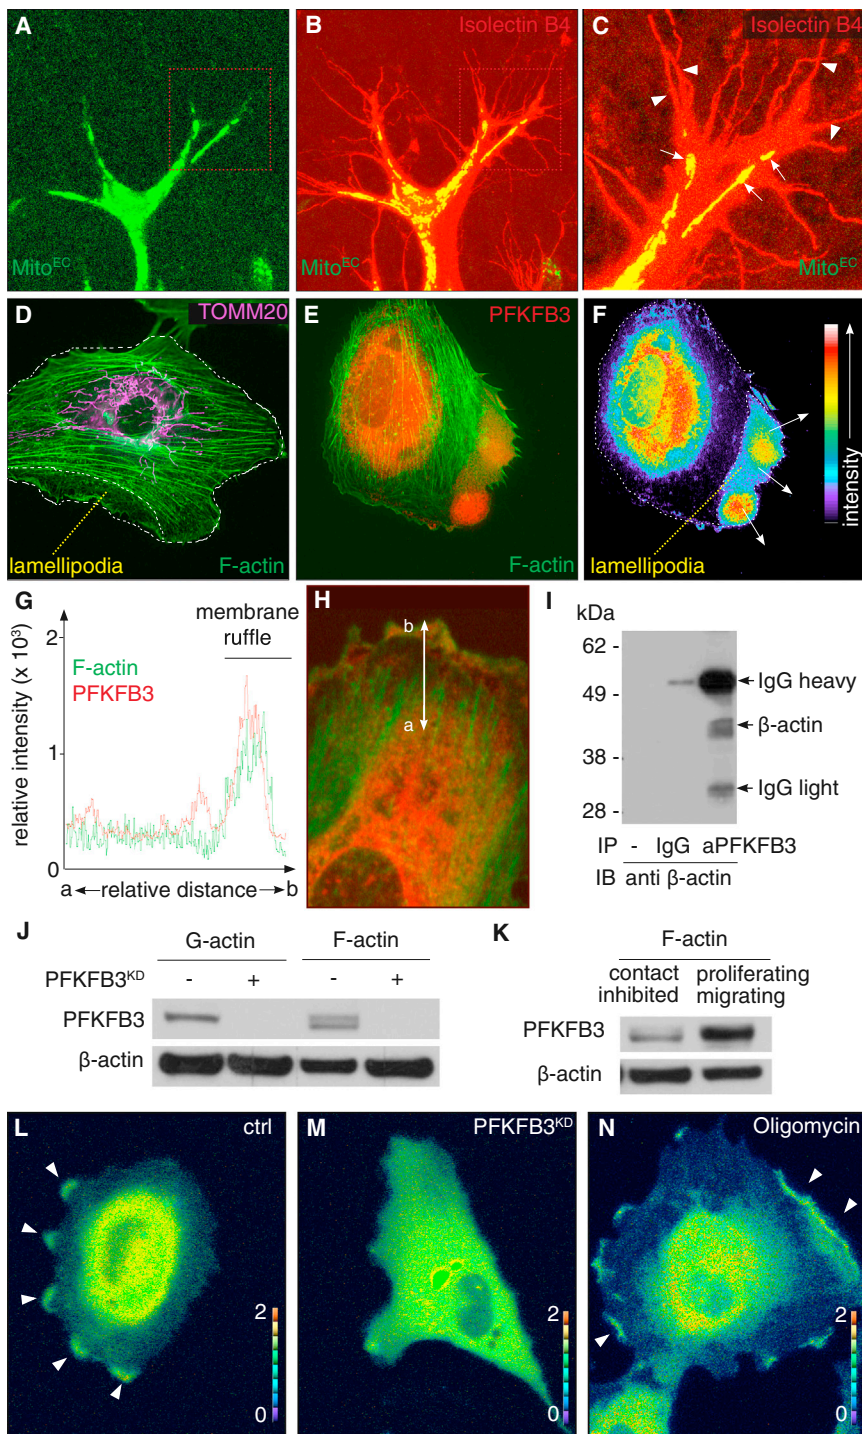 A
Mito^EC
B
Isolectin B4
Mito^EC
C
Isolectin B4
Mito^EC
D
TOMM20
lamellipodia
F-actin
E
PFKFB3
F-actin
F
intensity
lamellipodia
G
membrane
ruffle
2
F-actin
PFKFB3
1
0
relative intensity (x 10³)
a
relative distance
b
H
b
a
I
kDa
62 -
49 -
38 -
28 -
IgG heavy
β-actin
IgG light
IP - IgG aPFKFB3
IB anti β-actin
J
G-actin F-actin
PFKFB3^KD - + - +
PFKFB3
β-actin
K
F-actin
contact proliferating
inhibited migrating
PFKFB3
β-actin
L
ctrl
2
0
M
PFKFB3^KD
2
0
N
Oligomycin
2
0